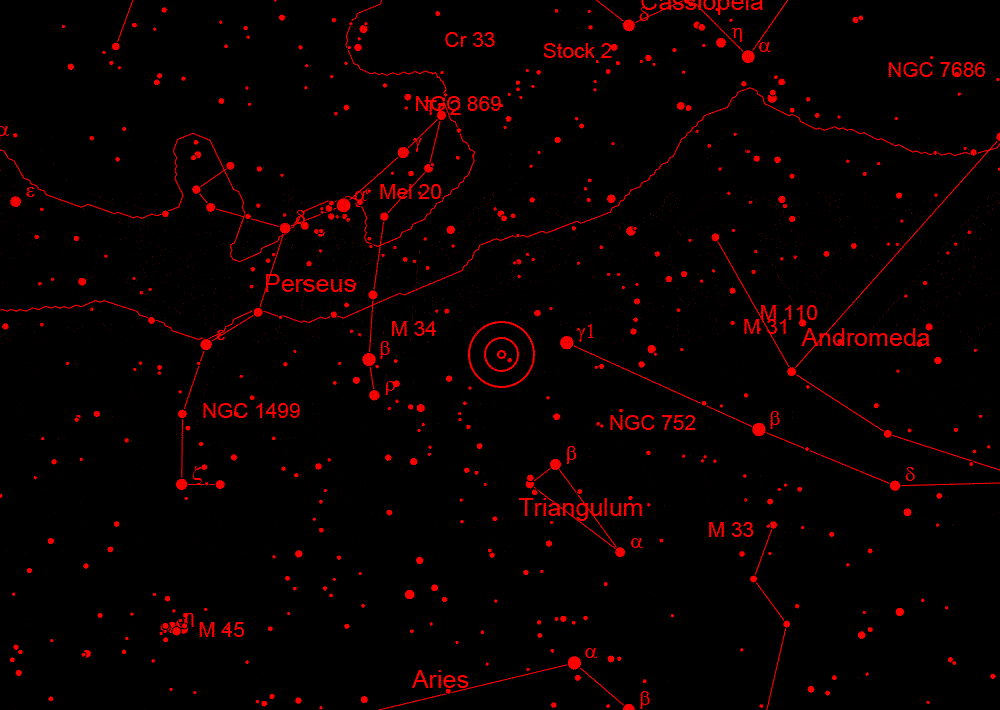 Cassiopeia
δ
η
α
Cr 33
Stock 2
NGC 7686
NGC 869
α
γ
ε
Mel 20
δ
Perseus
M 110
M 31
Andromeda
M 34
ε
γ1
β
ρ
NGC 1499
NGC 752
β
β
ζ
δ
Triangulum
M 33
α
η
M 45
α
Aries
β